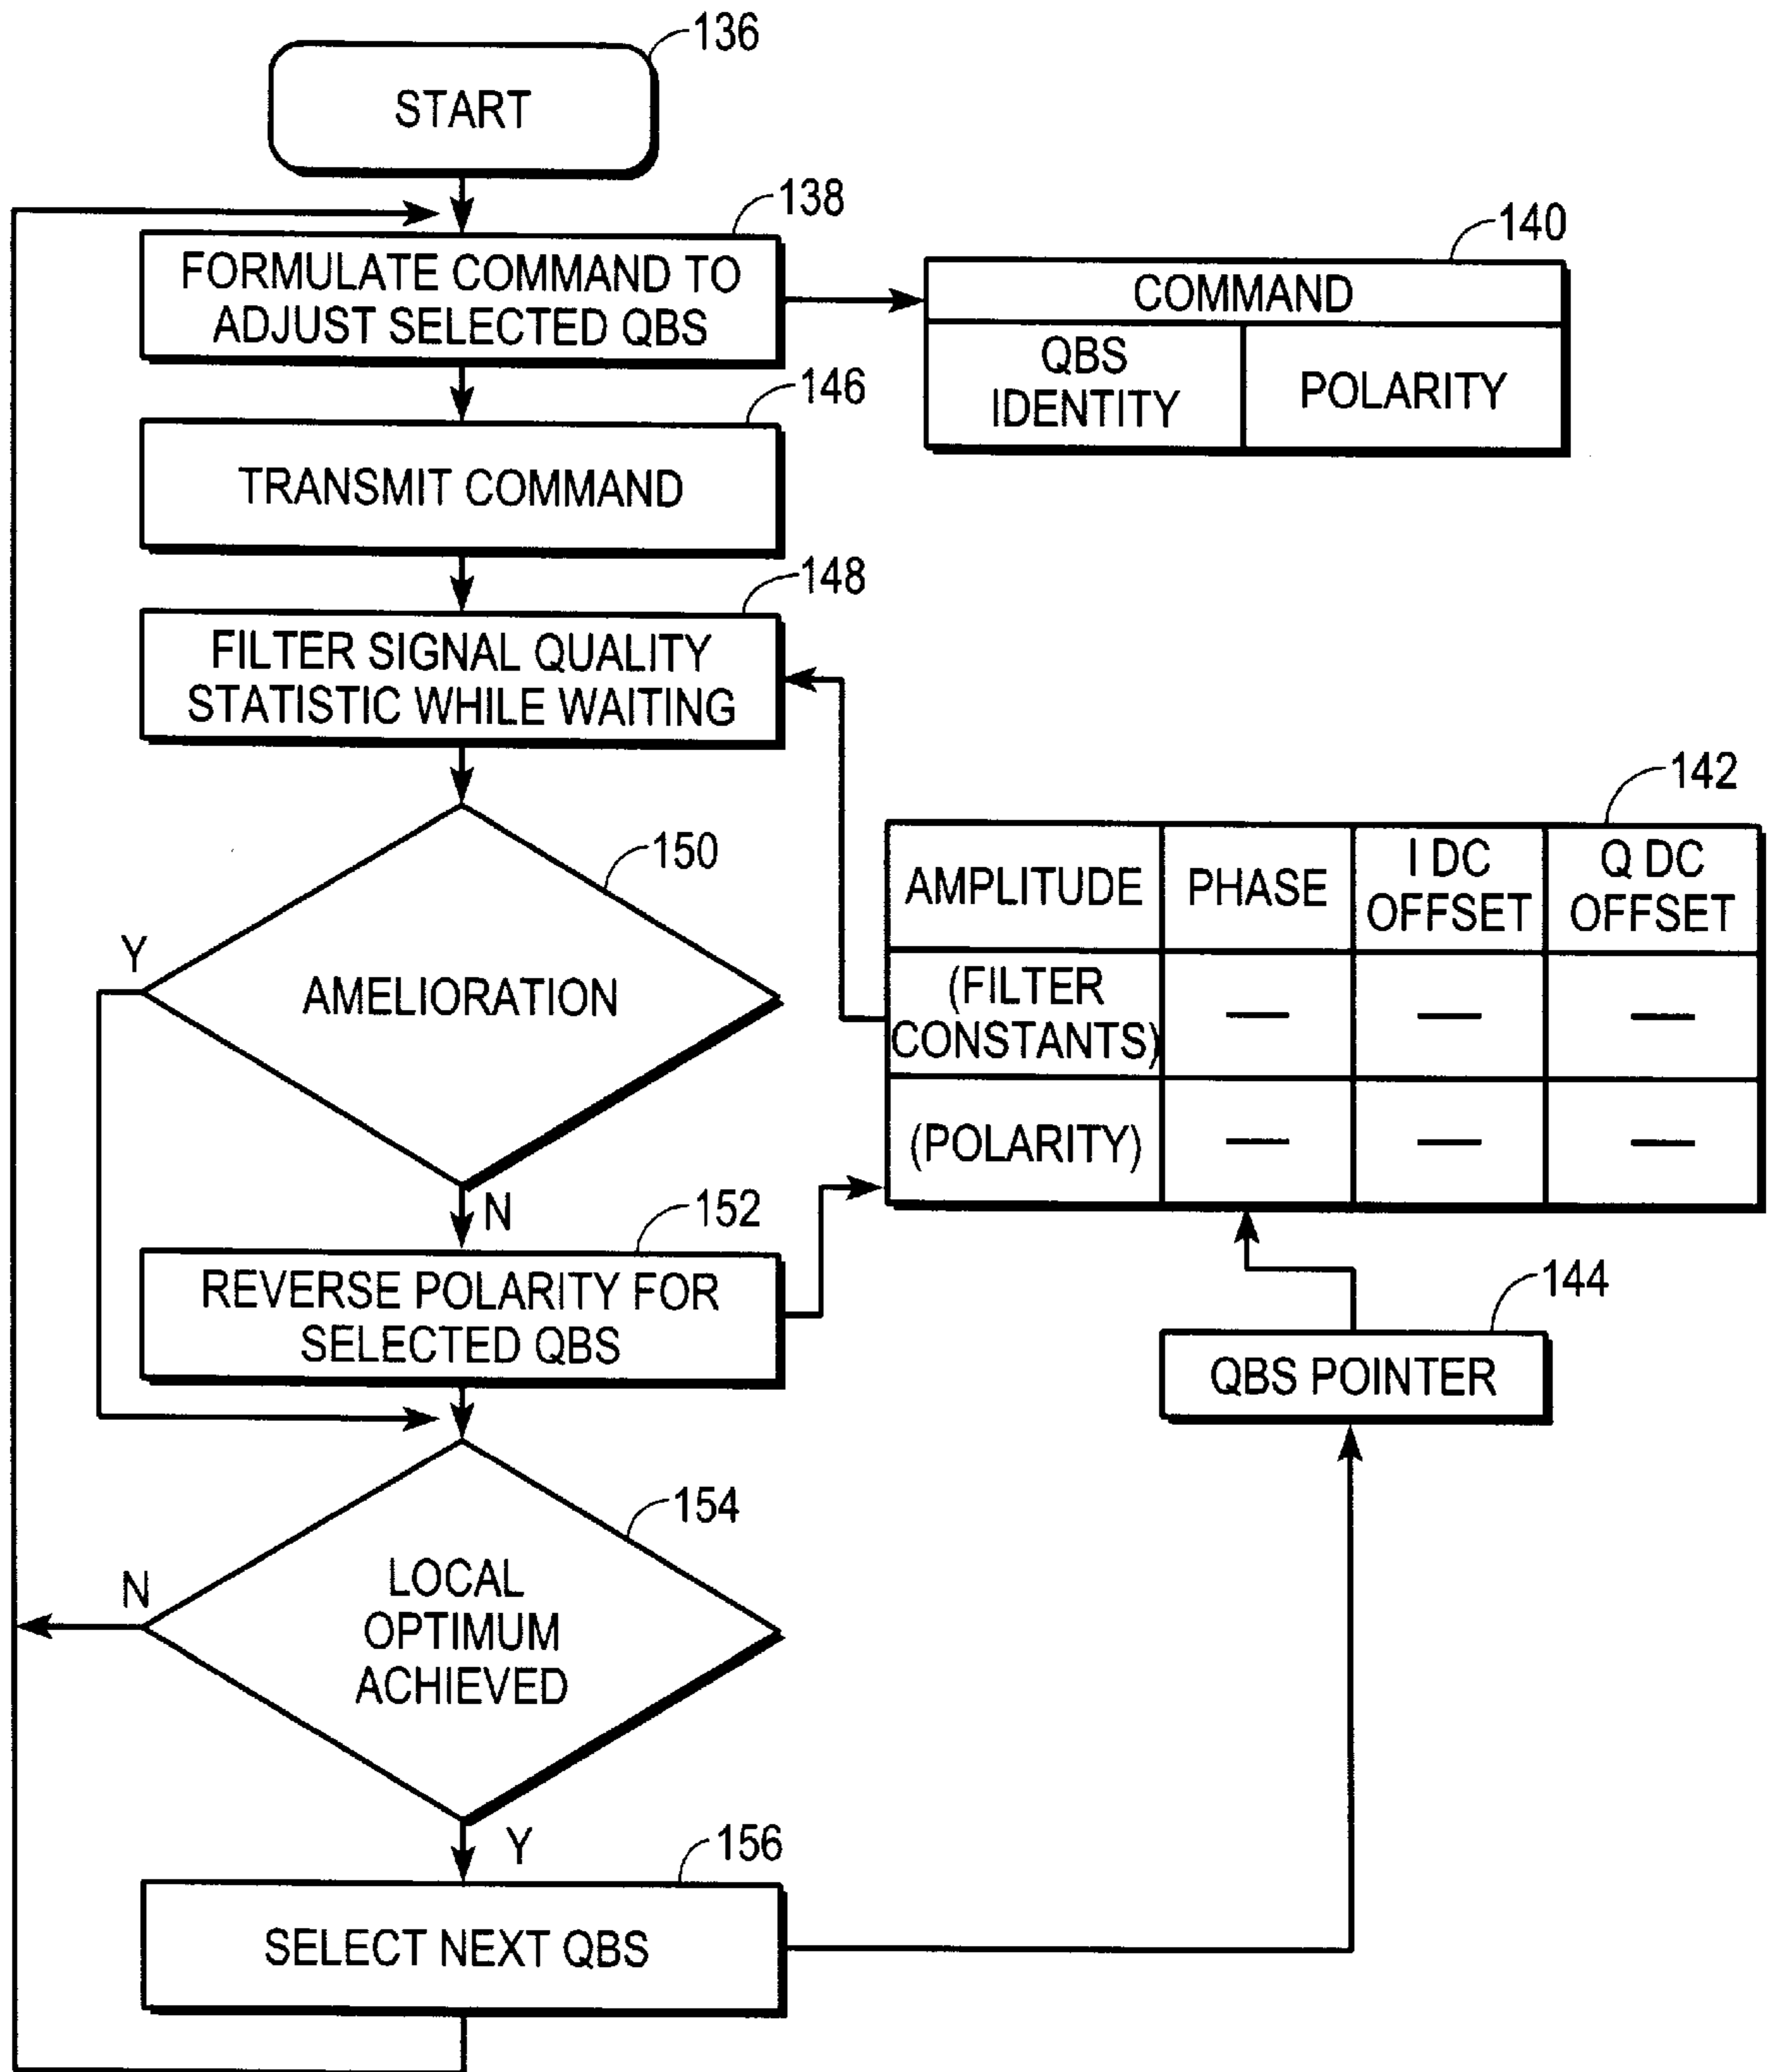 136
START
138
FORMULATE COMMAND TO
ADJUST SELECTED QBS
140
COMMAND
QBS
IDENTITY
POLARITY
146
TRANSMIT COMMAND
148
FILTER SIGNAL QUALITY
STATISTIC WHILE WAITING
142
AMPLITUDE
PHASE
I DC
OFFSET
Q DC
OFFSET
(FILTER
CONSTANTS)
— — —
(POLARITY)
— — —
150
Y
AMELIORATION
N
152
REVERSE POLARITY FOR
SELECTED QBS
144
QBS POINTER
154
N
LOCAL
OPTIMUM
ACHIEVED
Y
156
SELECT NEXT QBS